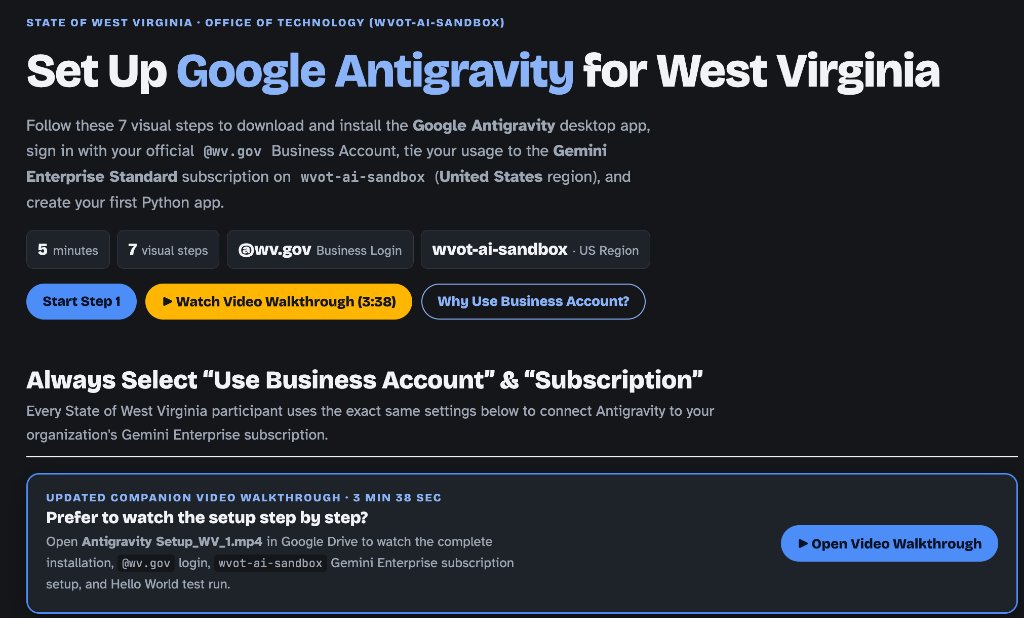 STATE OF WEST VIRGINIA · OFFICE OF TECHNOLOGY (WVOT-AI-SANDBOX)
Set Up Google Antigravity for West Virginia
Follow these 7 visual steps to download and install the Google Antigravity desktop app,
sign in with your official @wv.gov Business Account, tie your usage to the Gemini
Enterprise Standard subscription on wvot-ai-sandbox (United States region), and
create your first Python app.
5 minutes 7 visual steps @wv.gov Business Login wvot-ai-sandbox · US Region
Start Step 1 ▶ Watch Video Walkthrough (3:38) Why Use Business Account?
Always Select “Use Business Account” & “Subscription”
Every State of West Virginia participant uses the exact same settings below to connect Antigravity to your
organization's Gemini Enterprise subscription.
UPDATED COMPANION VIDEO WALKTHROUGH · 3 MIN 38 SEC
Prefer to watch the setup step by step?
Open Antigravity Setup_WV_1.mp4 in Google Drive to watch the complete
installation, @wv.gov login, wvot-ai-sandbox Gemini Enterprise subscription
setup, and Hello World test run.
▶ Open Video Walkthrough